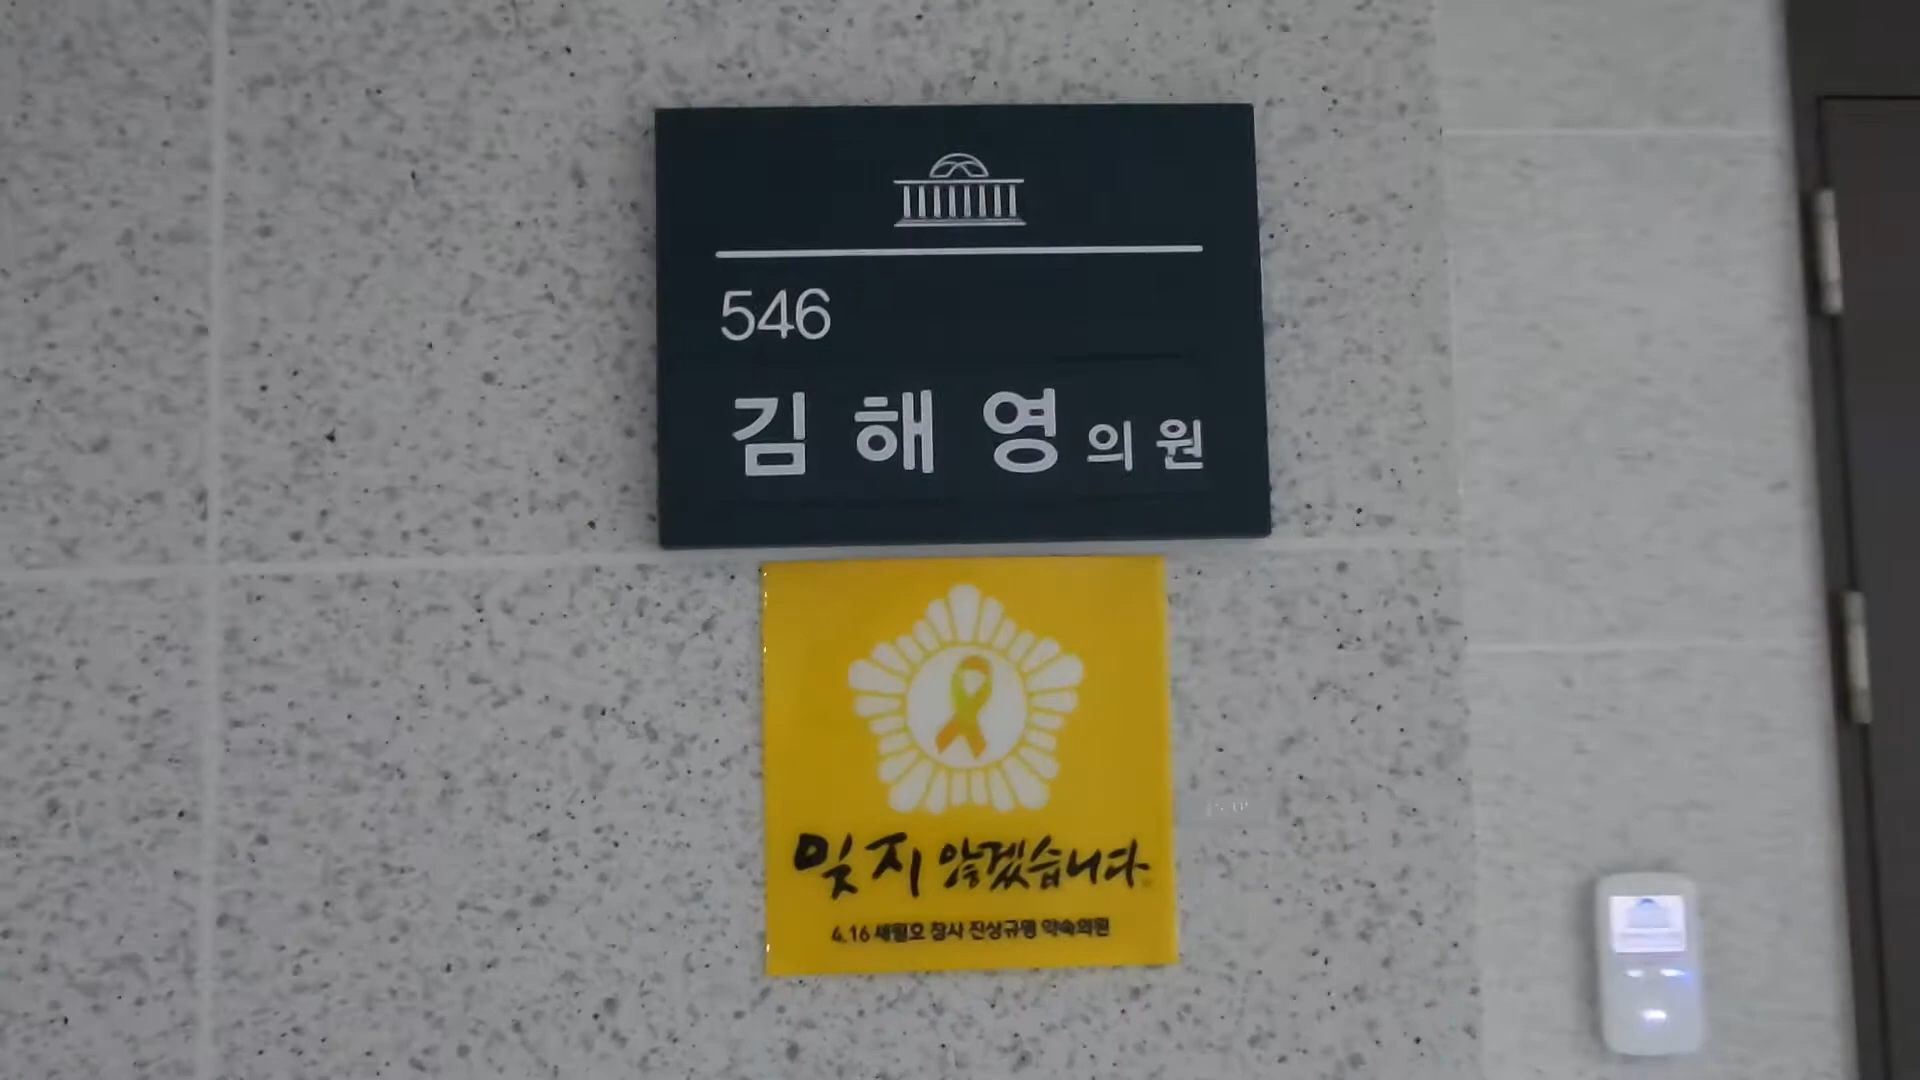 546
김 해 영 의 원
잊지 않겠습니다
4.16 세월호 참사 진상규명 약속의원